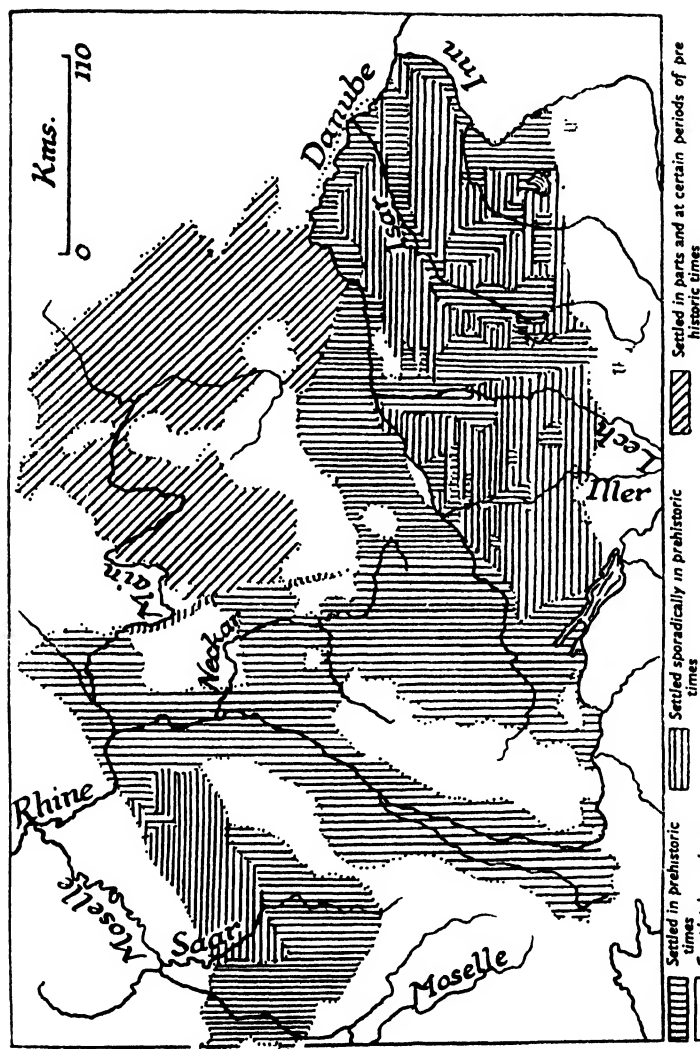 Kms.
0 110
Danube
Inn
Isar
Lech
Iller
Main
Neckar
Rhine
Moselle
Saar
Moselle
Settled in prehistoric
times
Settled sporadically in prehistoric
times
Settled in parts and at certain periods of pre
historic times